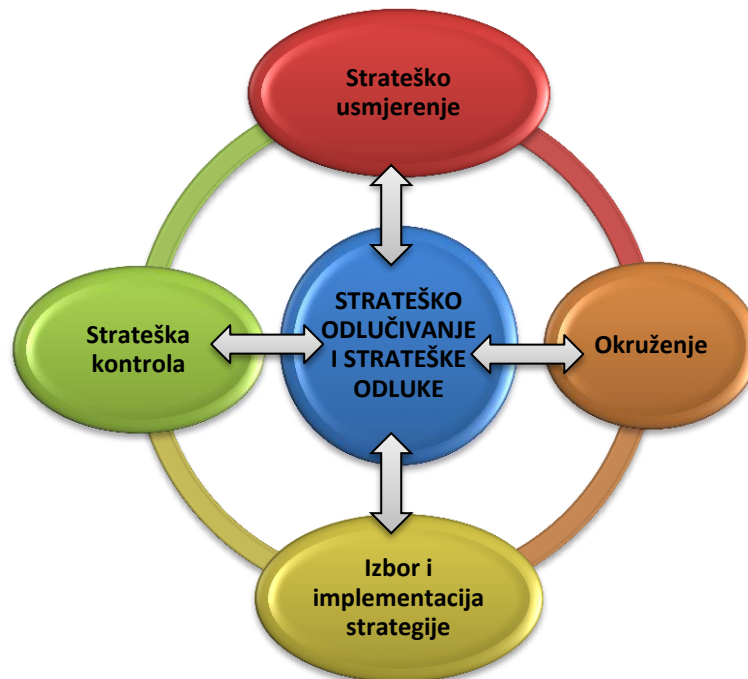 Strateško
usmjerenje
STRATEŠKO
ODLUČIVANJE
I STRATEŠKE
ODLUKE
Strateška
kontrola
Okruženje
Izbor i
implementacija
strategije